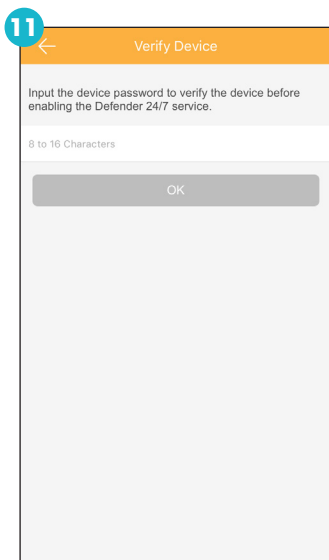 11
Verify Device
Input the device password to verify the device before
enabling the Defender 24/7 service.
8 to 16 Characters
OK